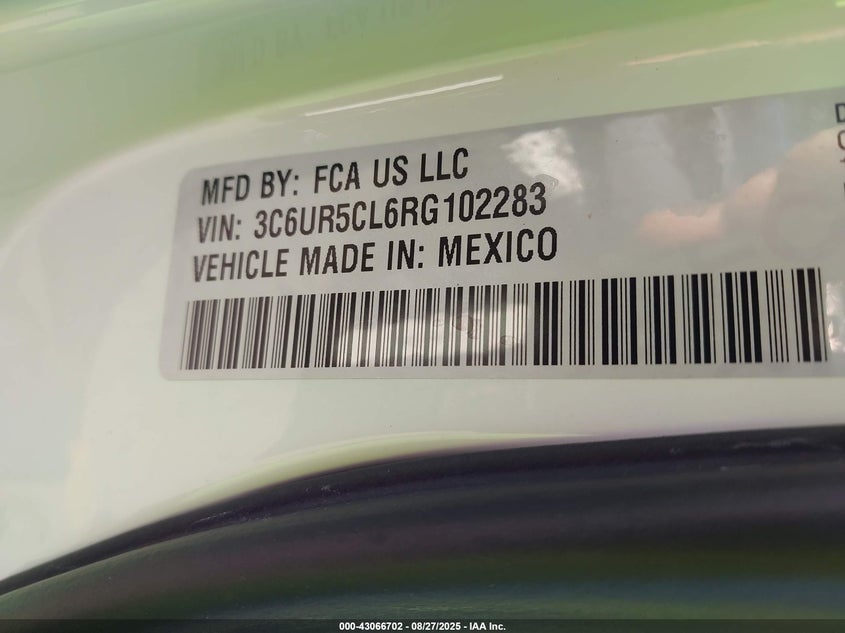 MFD BY: FCA US LLC
VIN: 3C6UR5CL6RG102283
VEHICLE MADE IN: MEXICO
000-43066702 - 08/27/2025 - IAA Inc.